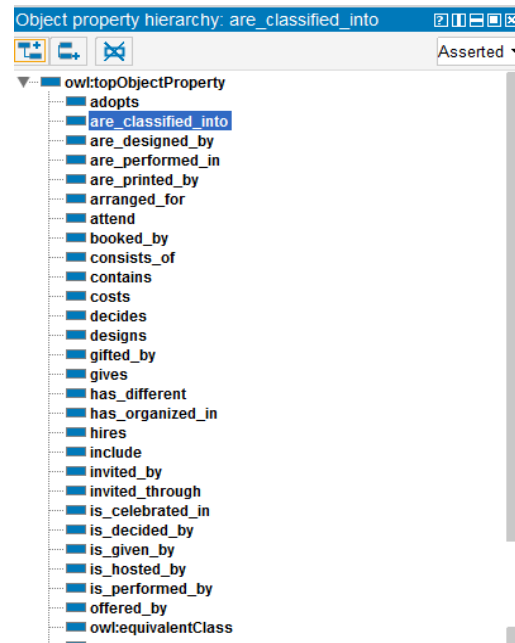 Object property hierarchy: are_classified_into
Asserted
owl:topObjectProperty
adopts
are_classified_into
are_designed_by
are_performed_in
are_printed_by
arranged_for
attend
booked_by
consists_of
contains
costs
decides
designs
gifted_by
gives
has_different
has_organized_in
hires
include
invited_by
invited_through
is_celebrated_in
is_decided_by
is_given_by
is_hosted_by
is_performed_by
offered_by
owl:equivalentClass